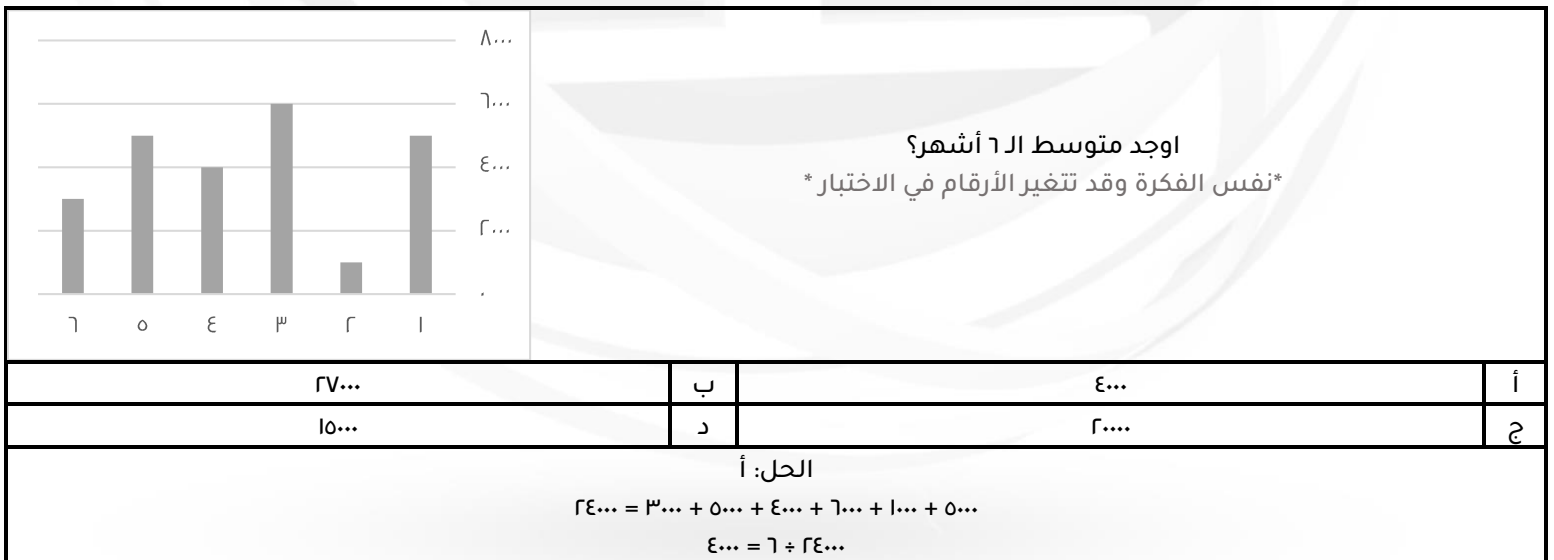 ٨٠٠٠
٦٠٠٠
٤٠٠٠
٢٠٠٠
٠
١ ٢ ٣ ٤ ٥ ٦
اوجد متوسط الـ ٦ أشهر؟
*نفس الفكرة وقد تتغير الأرقام في الاختبار *
أ ٤٠٠٠ ب ٢٧٠٠٠
ج ٢٠٠٠٠ د ١٥٠٠٠
الحل: أ
٥٠٠٠ + ١٠٠٠ + ٦٠٠٠ + ٤٠٠٠ + ٥٠٠٠ + ٣٠٠٠ = ٢٤٠٠٠
٢٤٠٠٠ ÷ ٦ = ٤٠٠٠